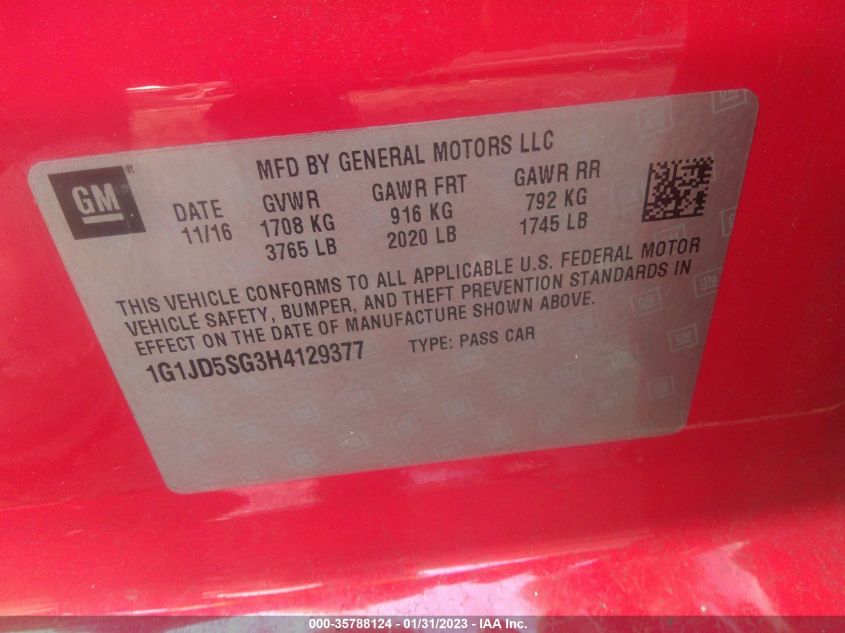 MFD BY GENERAL MOTORS LLC
GM®
DATE GVWR GAWR FRT GAWR RR
11/16 1708 KG 916 KG 792 KG
3765 LB 2020 LB 1745 LB
THIS VEHICLE CONFORMS TO ALL APPLICABLE U.S. FEDERAL MOTOR
VEHICLE SAFETY, BUMPER, AND THEFT PREVENTION STANDARDS IN
EFFECT ON THE DATE OF MANUFACTURE SHOWN ABOVE.
1G1JD5SG3H4129377 TYPE: PASS CAR
000-35788124 - 01/31/2023 - IAA, Inc.